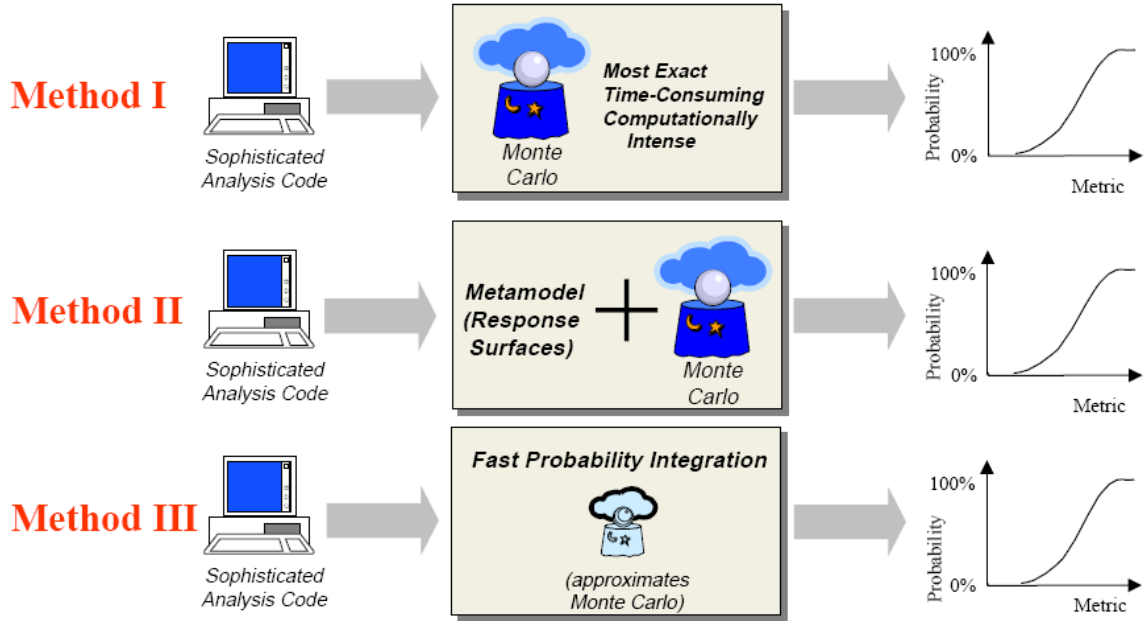 Method I
Sophisticated
Analysis Code
Monte
Carlo
Most Exact
Time-Consuming
Computationally
Intense
100%
Probability
0%
Metric
Method II
Sophisticated
Analysis Code
Metamodel
(Response
Surfaces)
+
Monte
Carlo
100%
Probability
0%
Metric
Method III
Sophisticated
Analysis Code
Fast Probability Integration
(approximates
Monte Carlo)
100%
Probability
0%
Metric